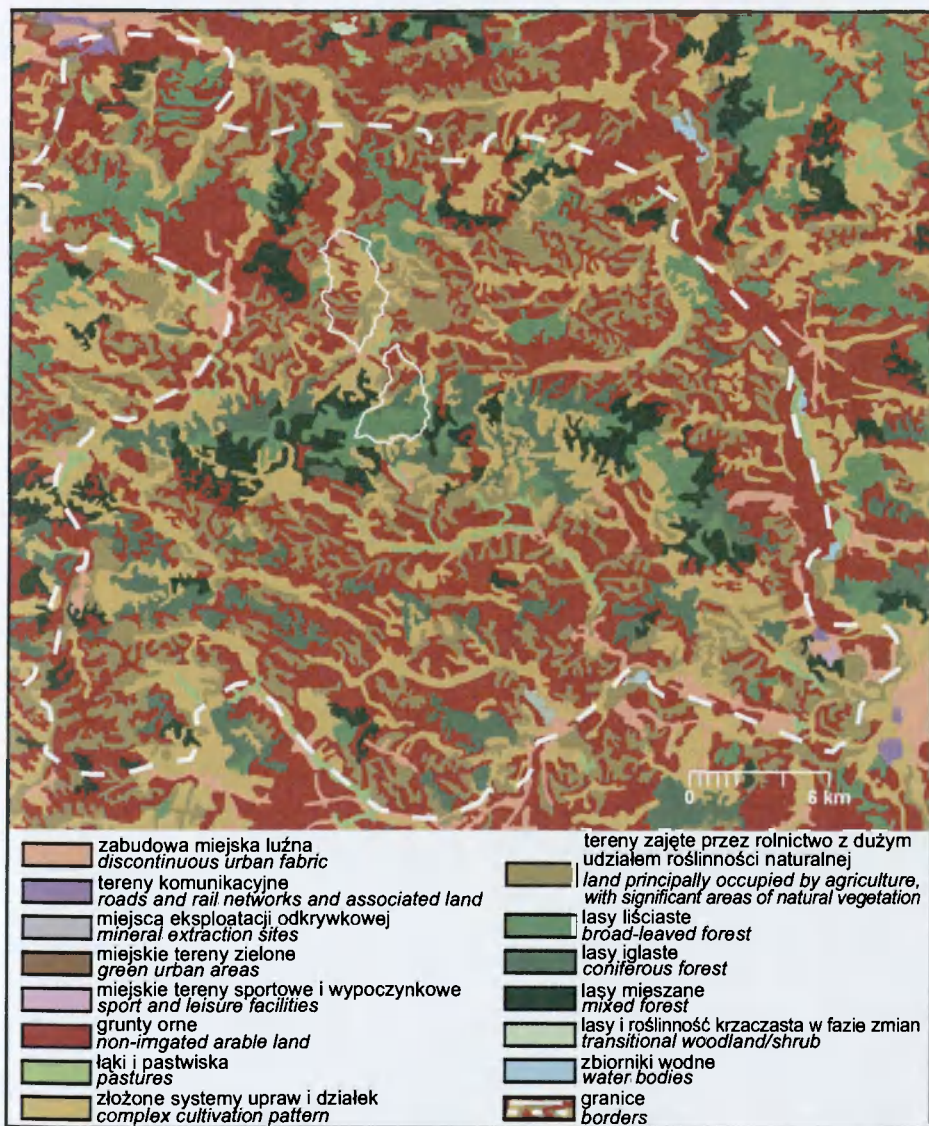 0 6 km
zabudowa miejska luźna
discontinuous urban fabric
tereny komunikacyjne
roads and rail networks and associated land
miejsca eksploatacji odkrywkowej
mineral extraction sites
miejskie tereny zielone
green urban areas
miejskie tereny sportowe i wypoczynkowe
sport and leisure facilities
grunty orne
non-irrigated arable land
łąki i pastwiska
pastures
złożone systemy upraw i działek
complex cultivation pattern
tereny zajęte przez rolnictwo z dużym
udziałem roślinności naturalnej
land principally occupied by agriculture,
with significant areas of natural vegetation
lasy liściaste
broad-leaved forest
lasy iglaste
coniferous forest
lasy mieszane
mixed forest
lasy i roślinność krzaczasta w fazie zmian
transitional woodland/shrub
zbiorniki wodne
water bodies
granice
borders